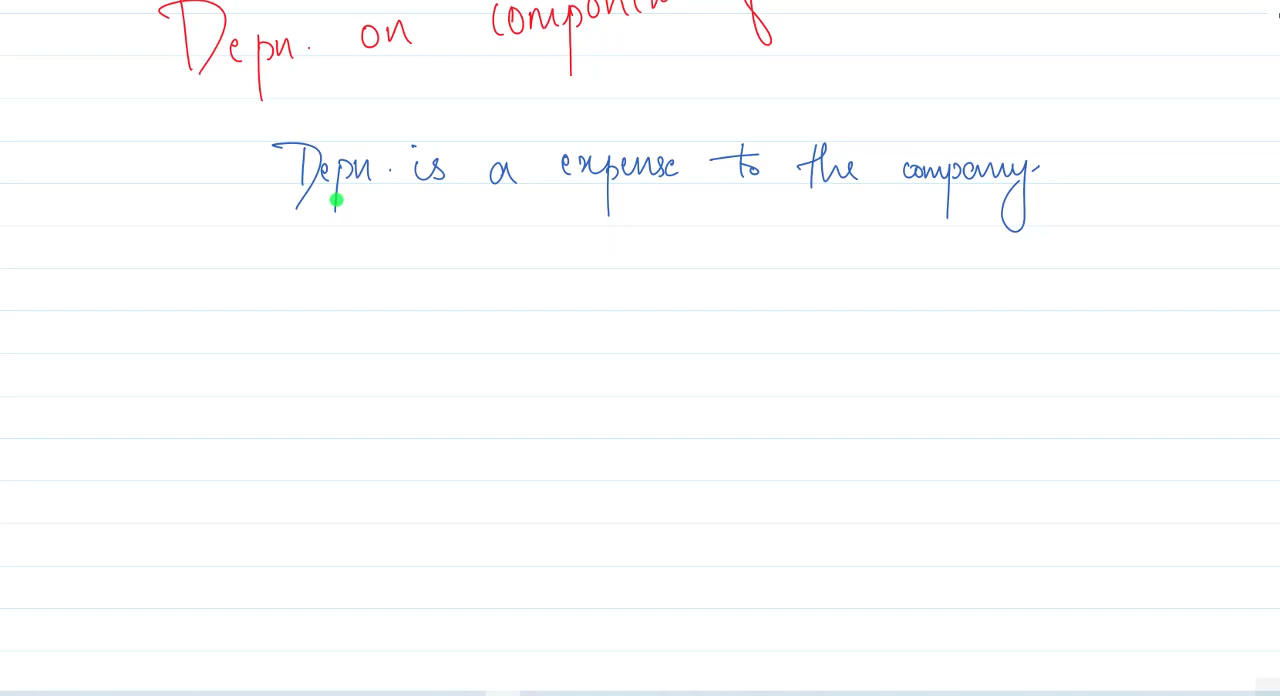 Depn. on
Depn. is a expense to the company.